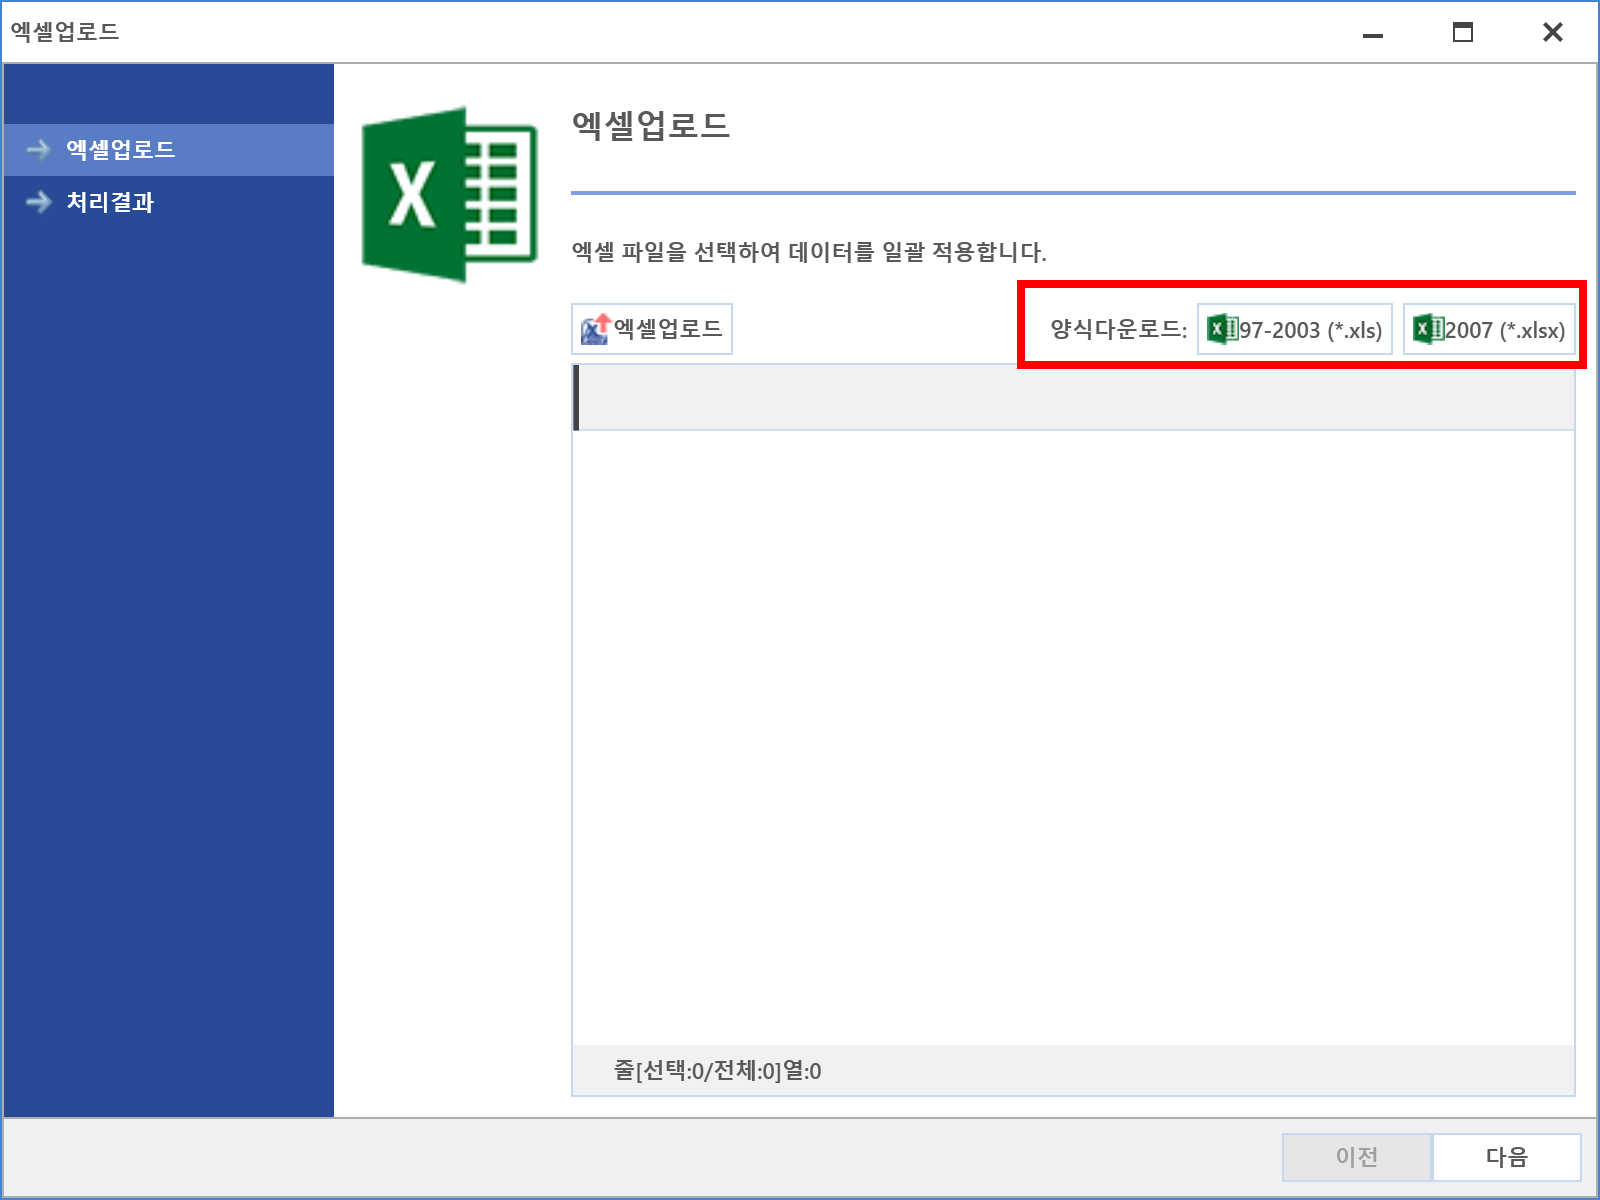 엑셀업로드
엑셀업로드
처리결과
엑셀업로드
엑셀 파일을 선택하여 데이터를 일괄 적용합니다.
엑셀업로드 양식다운로드: 97-2003 (*.xls) 2007 (*.xlsx)
줄[선택:0/전체:0]열:0
이전 다음